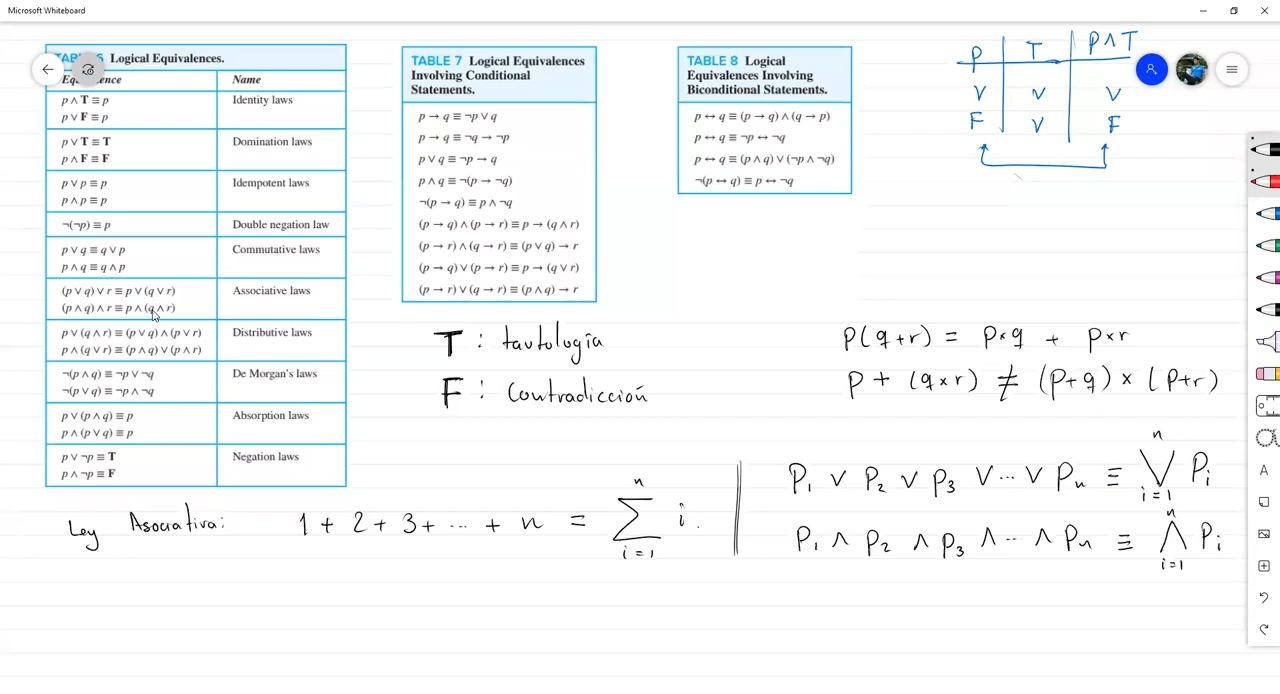 Microsoft Whiteboard
Logical Equivalences.
Name
p ∧ T ≡ p
p ∨ F ≡ p
Identity laws
p ∨ T ≡ T
p ∧ F ≡ F
Domination laws
p ∨ p ≡ p
p ∧ p ≡ p
Idempotent laws
¬(¬p) ≡ p
Double negation law
p ∨ q ≡ q ∨ p
p ∧ q ≡ q ∧ p
Commutative laws
(p ∨ q) ∨ r ≡ p ∨ (q ∨ r)
(p ∧ q) ∧ r ≡ p ∧ (q ∧ r)
Associative laws
p ∨ (q ∧ r) ≡ (p ∨ q) ∧ (p ∨ r)
p ∧ (q ∨ r) ≡ (p ∧ q) ∨ (p ∧ r)
Distributive laws
¬(p ∧ q) ≡ ¬p ∨ ¬q
¬(p ∨ q) ≡ ¬p ∧ ¬q
De Morgan's laws
p ∨ (p ∧ q) ≡ p
p ∧ (p ∨ q) ≡ p
Absorption laws
p ∨ ¬p ≡ T
p ∧ ¬p ≡ F
Negation laws
TABLE 7 Logical Equivalences
Involving Conditional
Statements.
p → q ≡ ¬p ∨ q
p → q ≡ ¬q → ¬p
p ∨ q ≡ ¬p → q
p ∧ q ≡ ¬(p → ¬q)
¬(p → q) ≡ p ∧ ¬q
(p → q) ∧ (p → r) ≡ p → (q ∧ r)
(p → r) ∧ (q → r) ≡ (p ∨ q) → r
(p → q) ∨ (p → r) ≡ p → (q ∨ r)
(p → r) ∨ (q → r) ≡ (p ∧ q) → r
TABLE 8 Logical
Equivalences Involving
Biconditional Statements.
p ↔ q ≡ (p → q) ∧ (q → p)
p ↔ q ≡ ¬p ↔ ¬q
p ↔ q ≡ (p ∧ q) ∨ (¬p ∧ ¬q)
¬(p ↔ q) ≡ p ↔ ¬q
P T P ∧ T
V V V
F V F
T : tautología
F : Contradicción
P(q+r) = P×q + P×r
P + (q×r) ≠ (P+q) × (P+r)
Ley Asociativa: 1 + 2 + 3 + ... + n = ∑_{i=1}^{n} i.
P₁ ∨ P₂ ∨ P₃ ∨ ... ∨ Pₙ ≡ ⋁_{i=1}^{n} Pᵢ
P₁ ∧ P₂ ∧ P₃ ∧ ... ∧ Pₙ ≡ ⋀_{i=1}^{n} Pᵢ
A